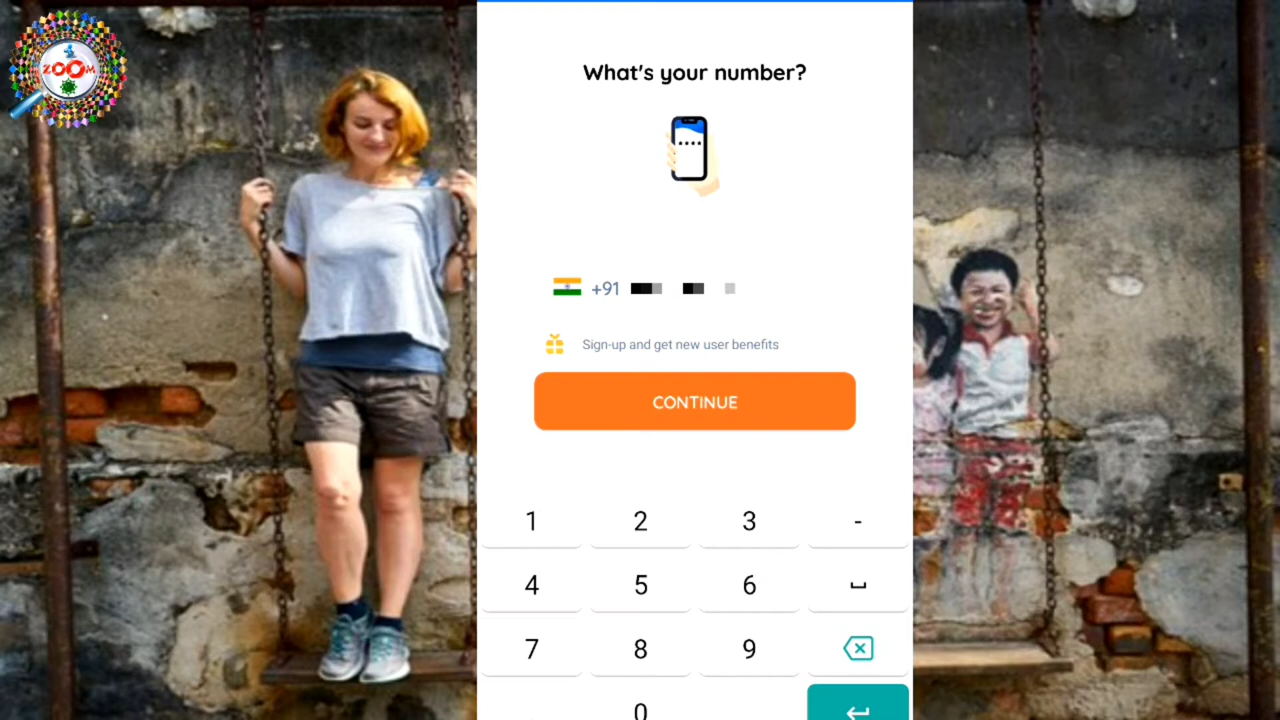 ZOOM
What's your number?
+91
Sign-up and get new user benefits
CONTINUE
1 2 3 -
4 5 6
7 8 9
0